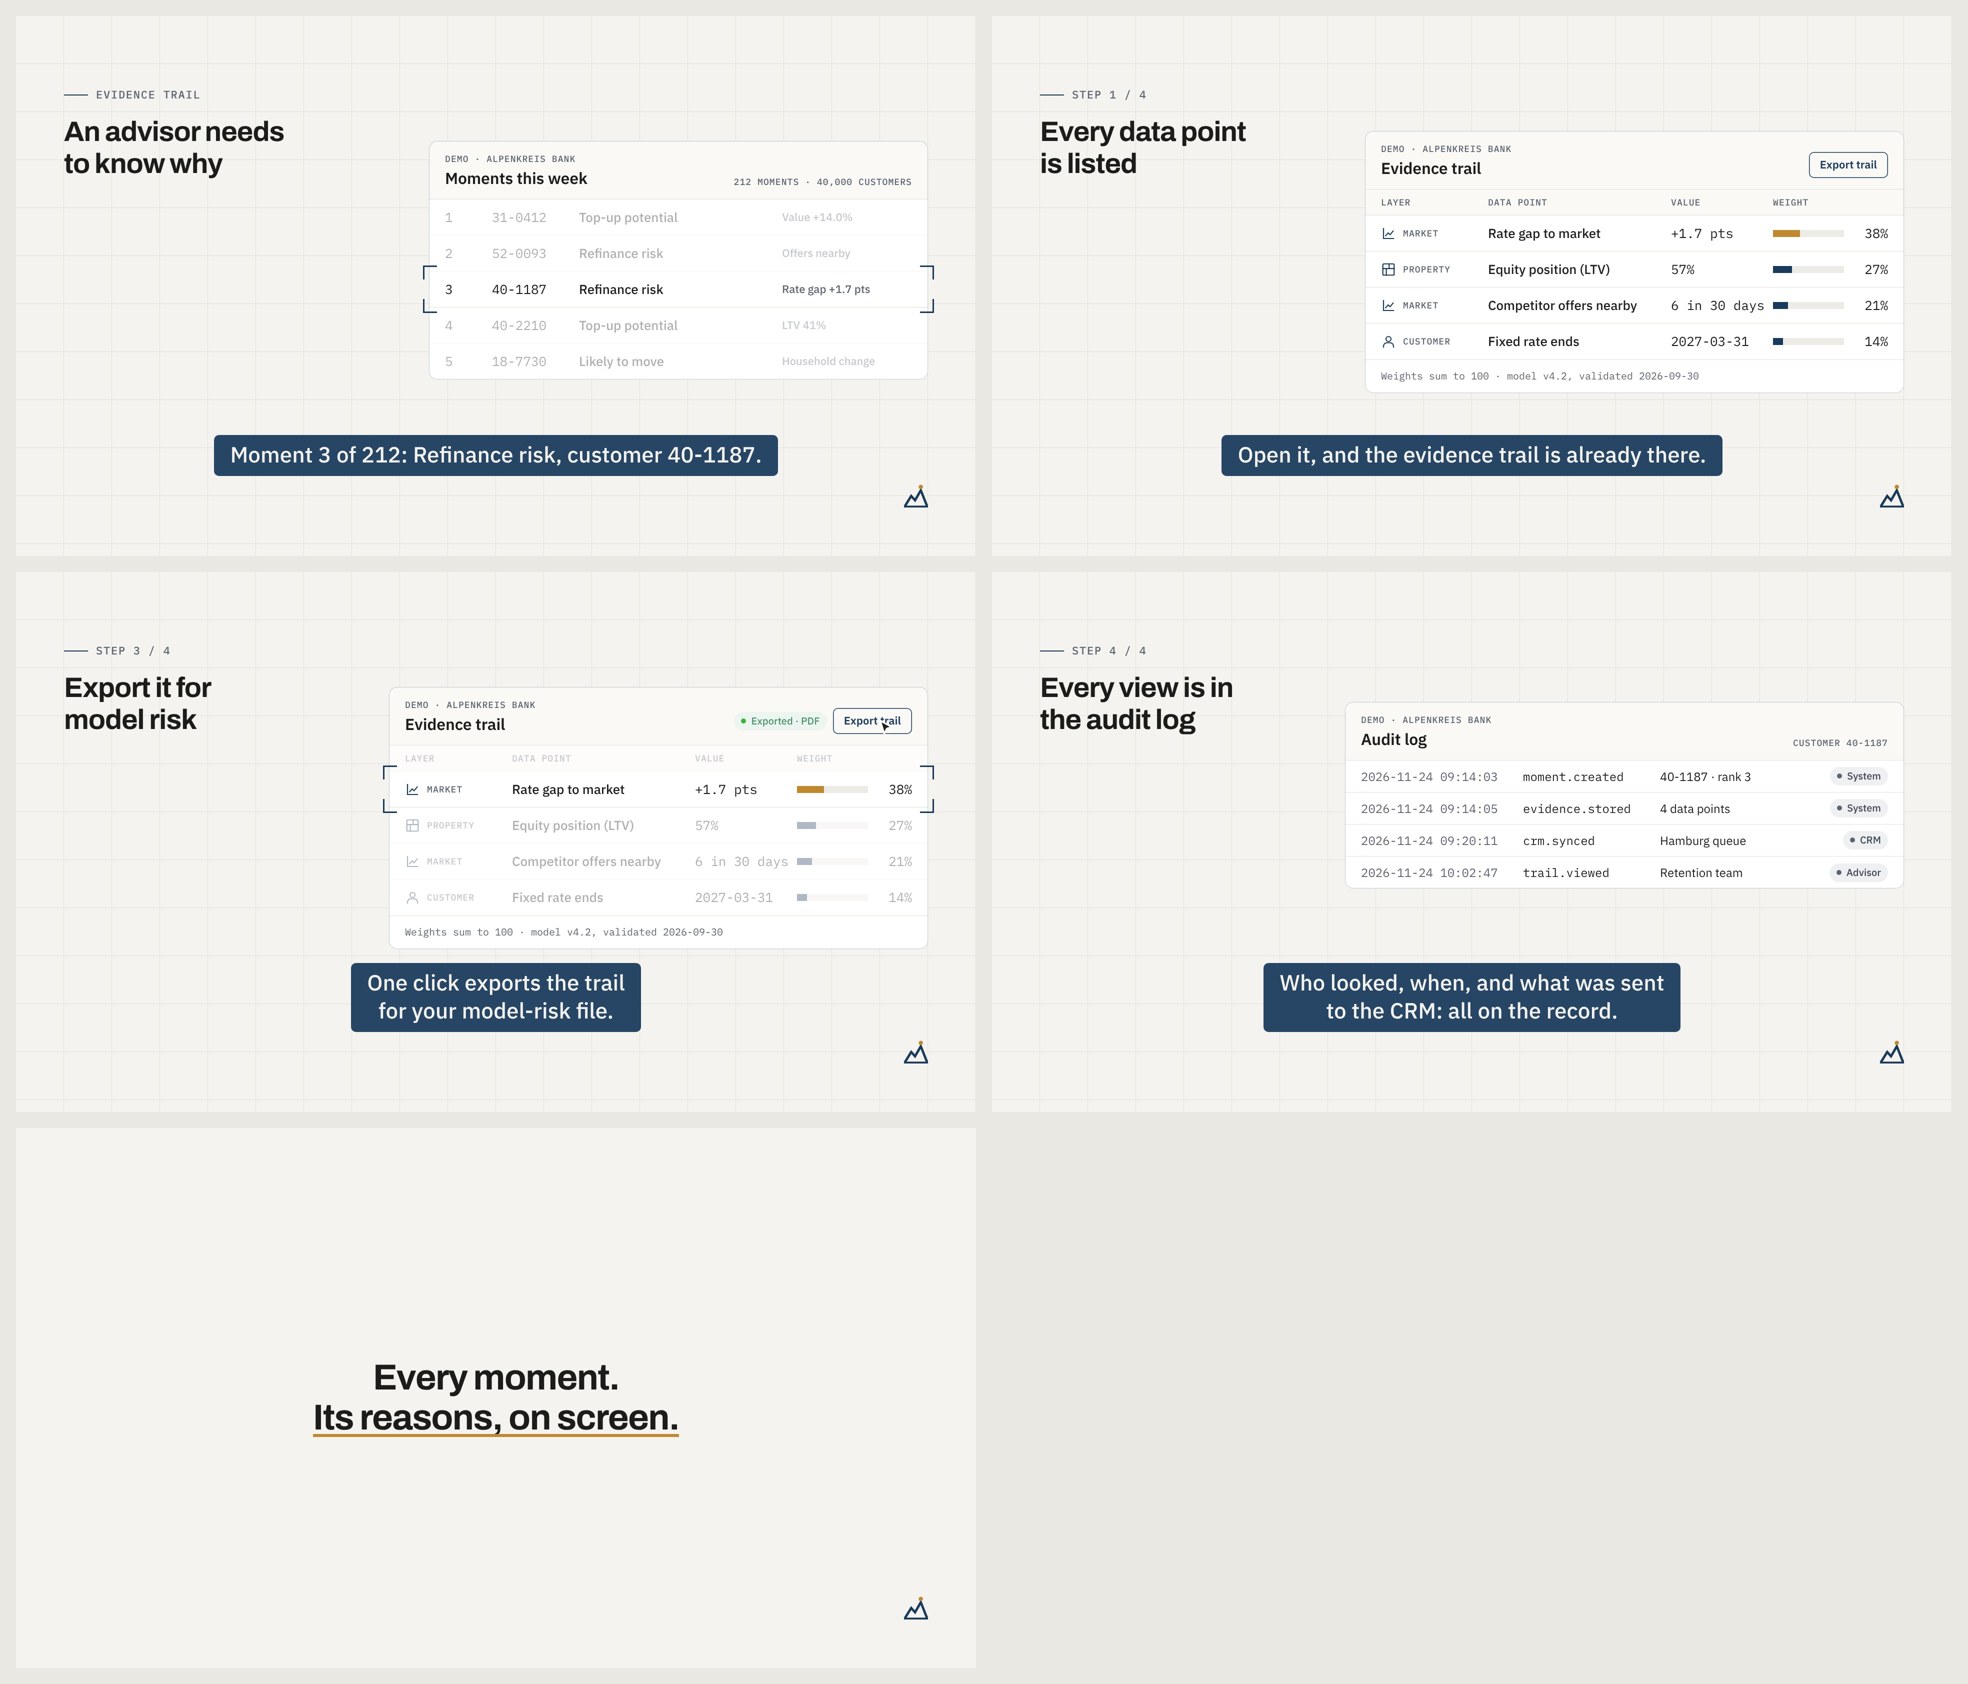 EVIDENCE TRAIL
An advisor needs
to know why
DEMO · ALPENKREIS BANK
Moments this week
212 MOMENTS · 40,000 CUSTOMERS
1 31-0412 Top-up potential Value +14.0%
2 52-0093 Refinance risk Offers nearby
3 40-1187 Refinance risk Rate gap +1.7 pts
4 40-2210 Top-up potential LTV 41%
5 18-7730 Likely to move Household change
Moment 3 of 212: Refinance risk, customer 40-1187.
STEP 1 / 4
Every data point
is listed
DEMO · ALPENKREIS BANK
Evidence trail
Export trail
LAYER DATA POINT VALUE WEIGHT
MARKET Rate gap to market +1.7 pts 38%
PROPERTY Equity position (LTV) 57% 27%
MARKET Competitor offers nearby 6 in 30 days 21%
CUSTOMER Fixed rate ends 2027-03-31 14%
Weights sum to 100 · model v4.2, validated 2026-09-30
Open it, and the evidence trail is already there.
STEP 3 / 4
Export it for
model risk
DEMO · ALPENKREIS BANK
Evidence trail
Exported · PDF
Export trail
LAYER DATA POINT VALUE WEIGHT
MARKET Rate gap to market +1.7 pts 38%
PROPERTY Equity position (LTV) 57% 27%
MARKET Competitor offers nearby 6 in 30 days 21%
CUSTOMER Fixed rate ends 2027-03-31 14%
Weights sum to 100 · model v4.2, validated 2026-09-30
One click exports the trail
for your model-risk file.
STEP 4 / 4
Every view is in
the audit log
DEMO · ALPENKREIS BANK
Audit log
CUSTOMER 40-1187
2026-11-24 09:14:03 moment.created 40-1187 · rank 3 System
2026-11-24 09:14:05 evidence.stored 4 data points System
2026-11-24 09:20:11 crm.synced Hamburg queue CRM
2026-11-24 10:02:47 trail.viewed Retention team Advisor
Who looked, when, and what was sent
to the CRM: all on the record.
Every moment.
Its reasons, on screen.